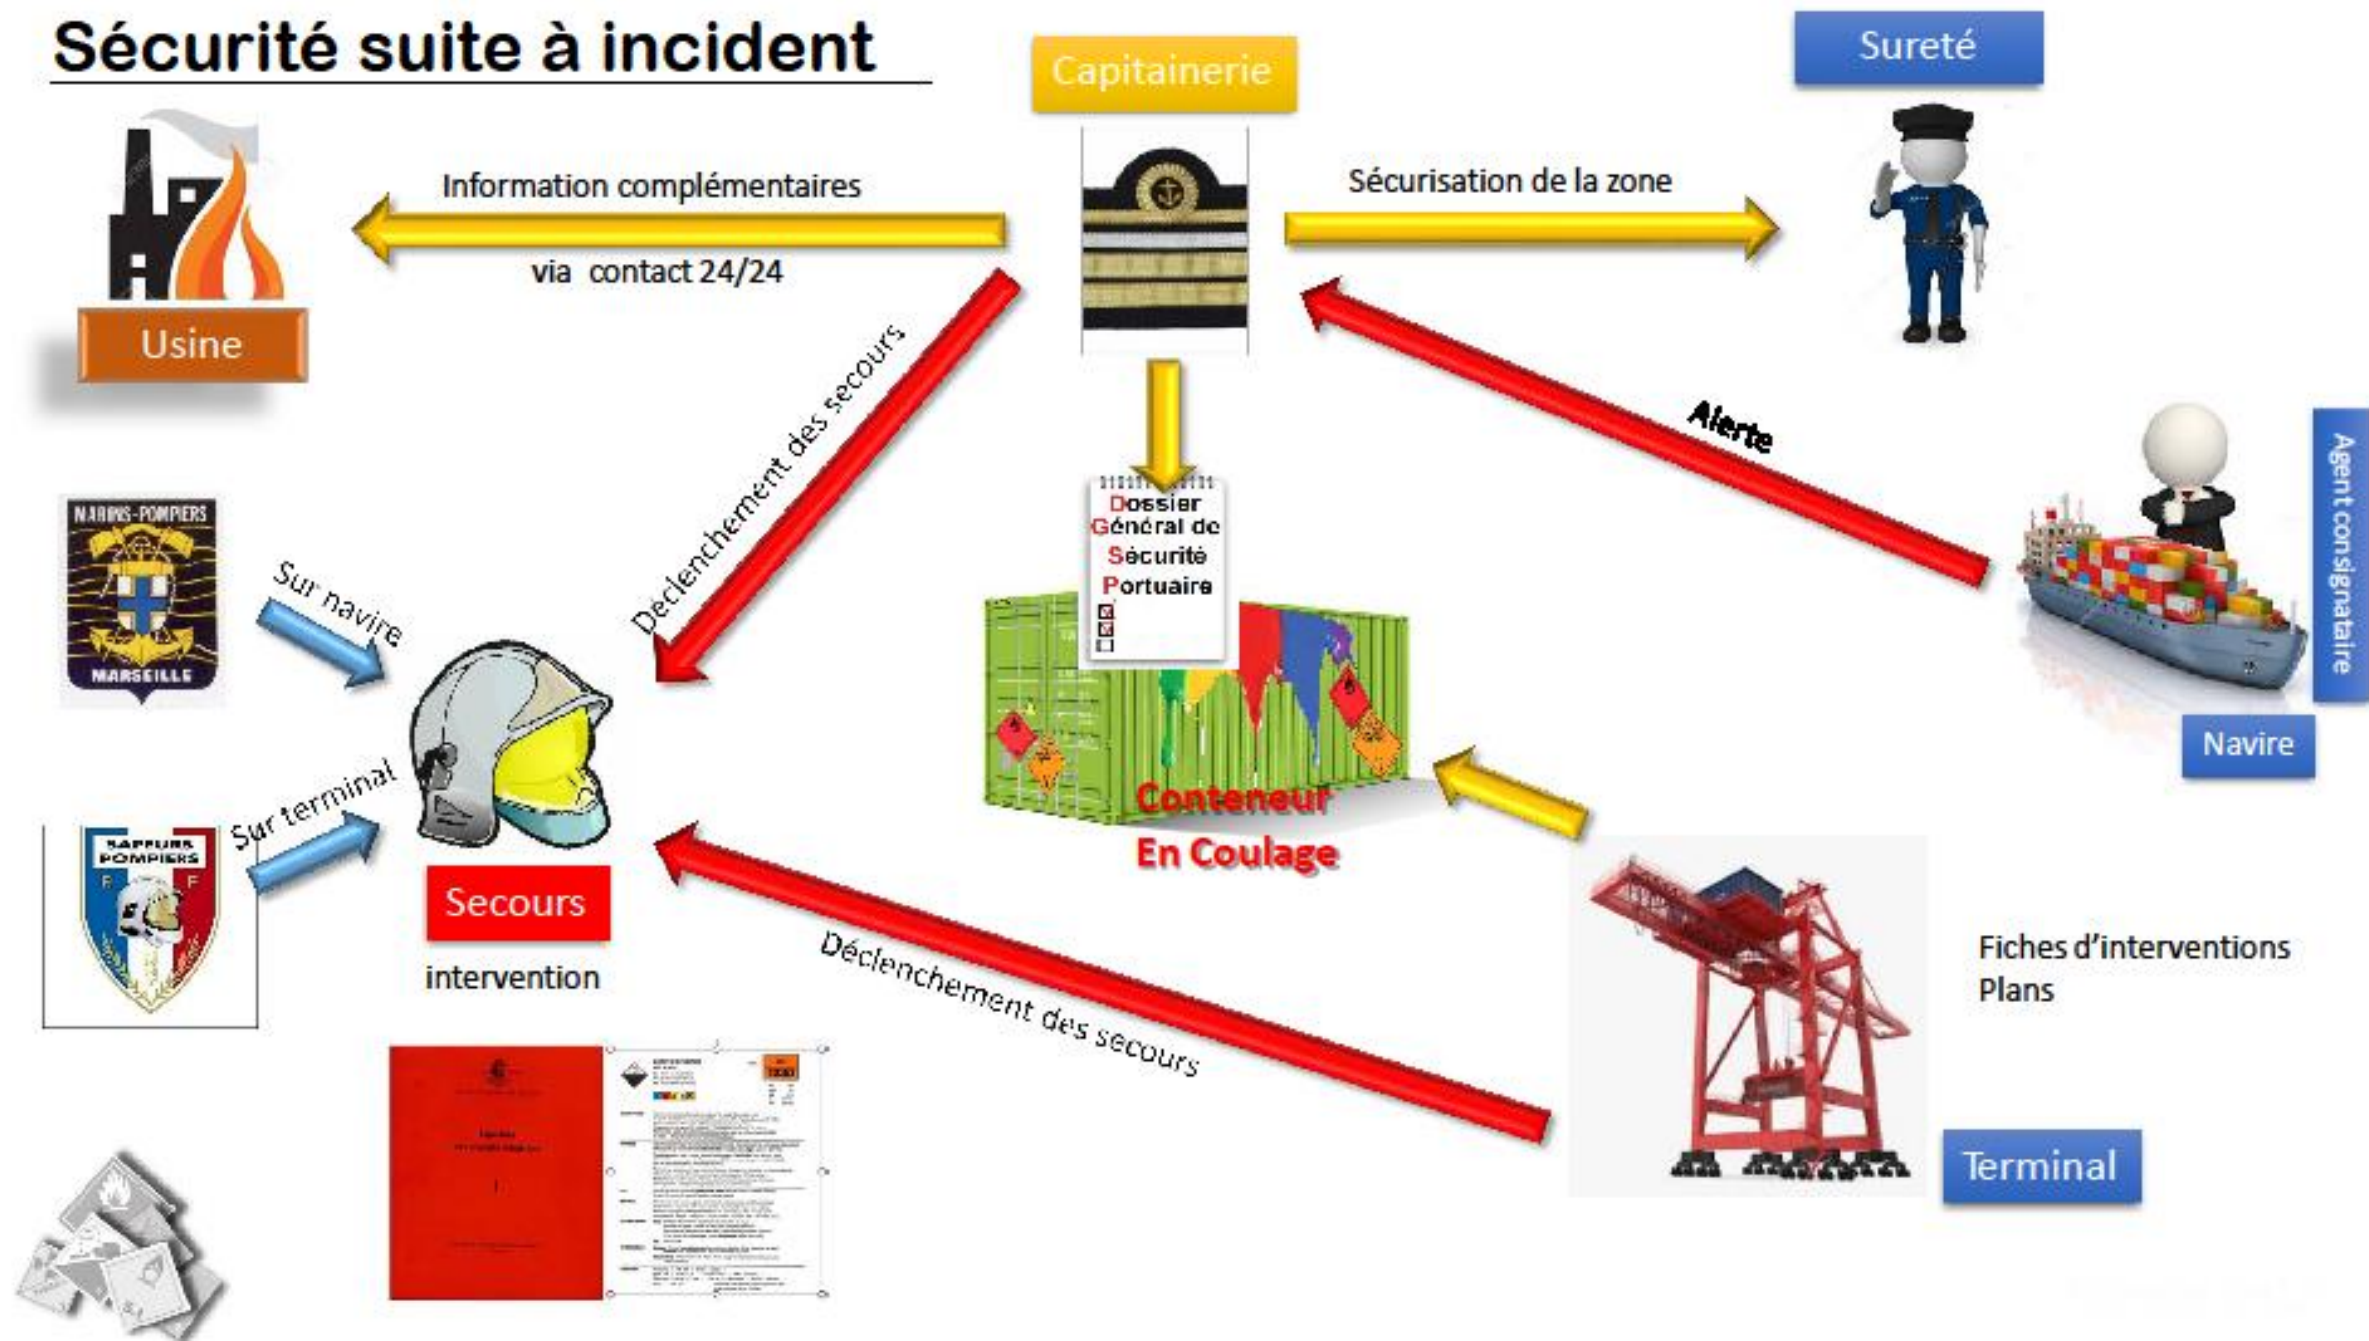 Sécurité suite à incident
Capitainerie
Sureté
Information complémentaires
via contact 24/24
Sécurisation de la zone
Usine
Déclenchement des secours
Alerte
Agent consignataire
Navire
Dossier
Général de
Sécurité
Portuaire
MARINS-POMPIERS
MARSEILLE
Sur navire
Sur terminal
SAPEURS
POMPIERS
R F
Secours
intervention
Conteneur
En Coulage
Déclenchement des secours
Fiches d'interventions
Plans
Terminal